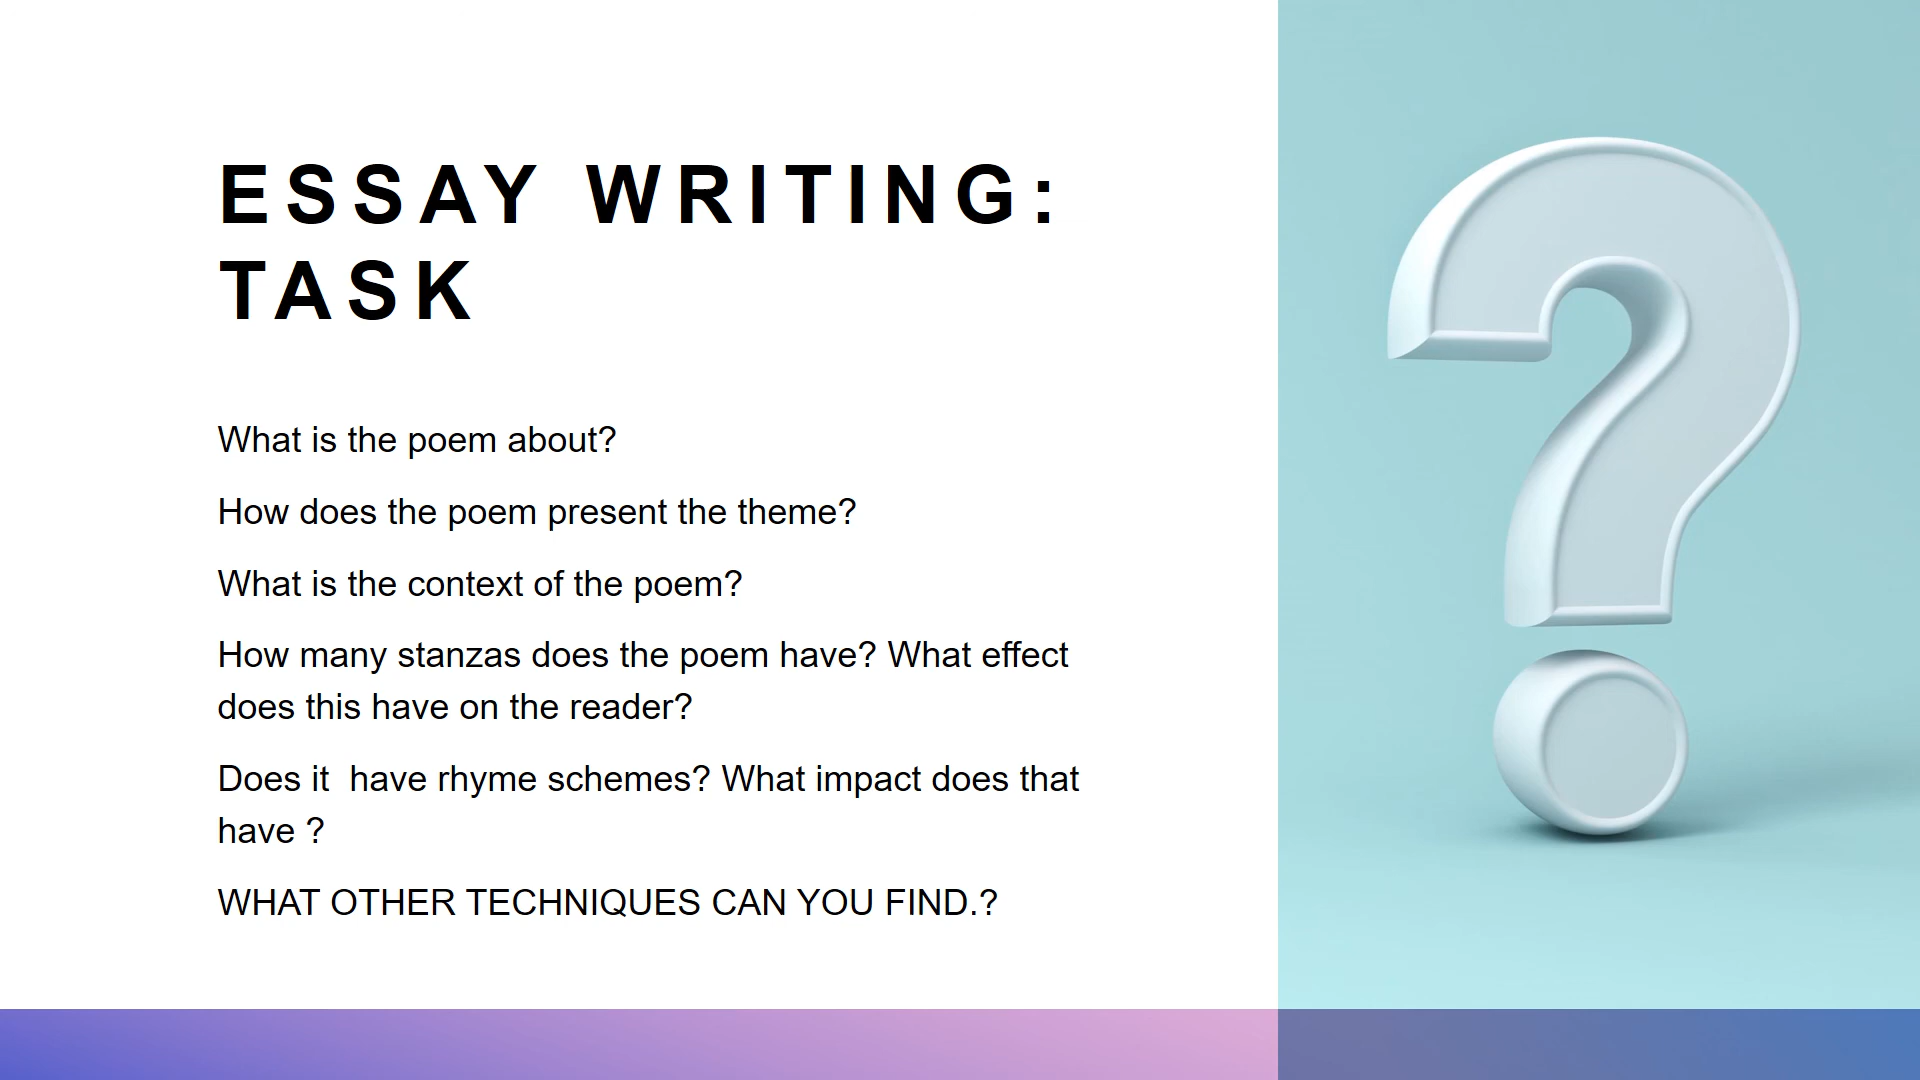 ESSAY WRITING:
TASK
What is the poem about?
How does the poem present the theme?
What is the context of the poem?
How many stanzas does the poem have? What effect
does this have on the reader?
Does it  have rhyme schemes? What impact does that
have ?
WHAT OTHER TECHNIQUES CAN YOU FIND.?